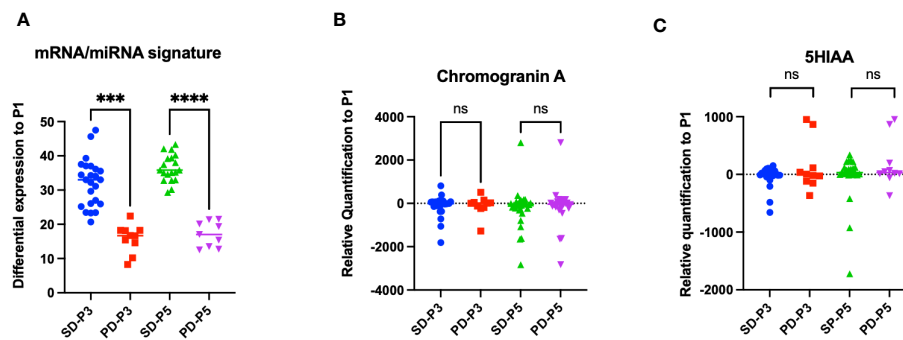 A
mRNA/miRNA signature
*** ****
Differential expression to P1
50
40
30
20
10
0
SD-P3 PD-P3 SD-P5 PD-P5
B
Chromogranin A
ns ns
Relative Quantification to P1
4000
2000
0
-2000
-4000
SD-P3 PD-P3 SD-P5 PD-P5
C
5HIAA
ns ns
Relative quantification to P1
1000
0
-1000
-2000
SD-P3 PD-P3 SP-P5 PD-P5